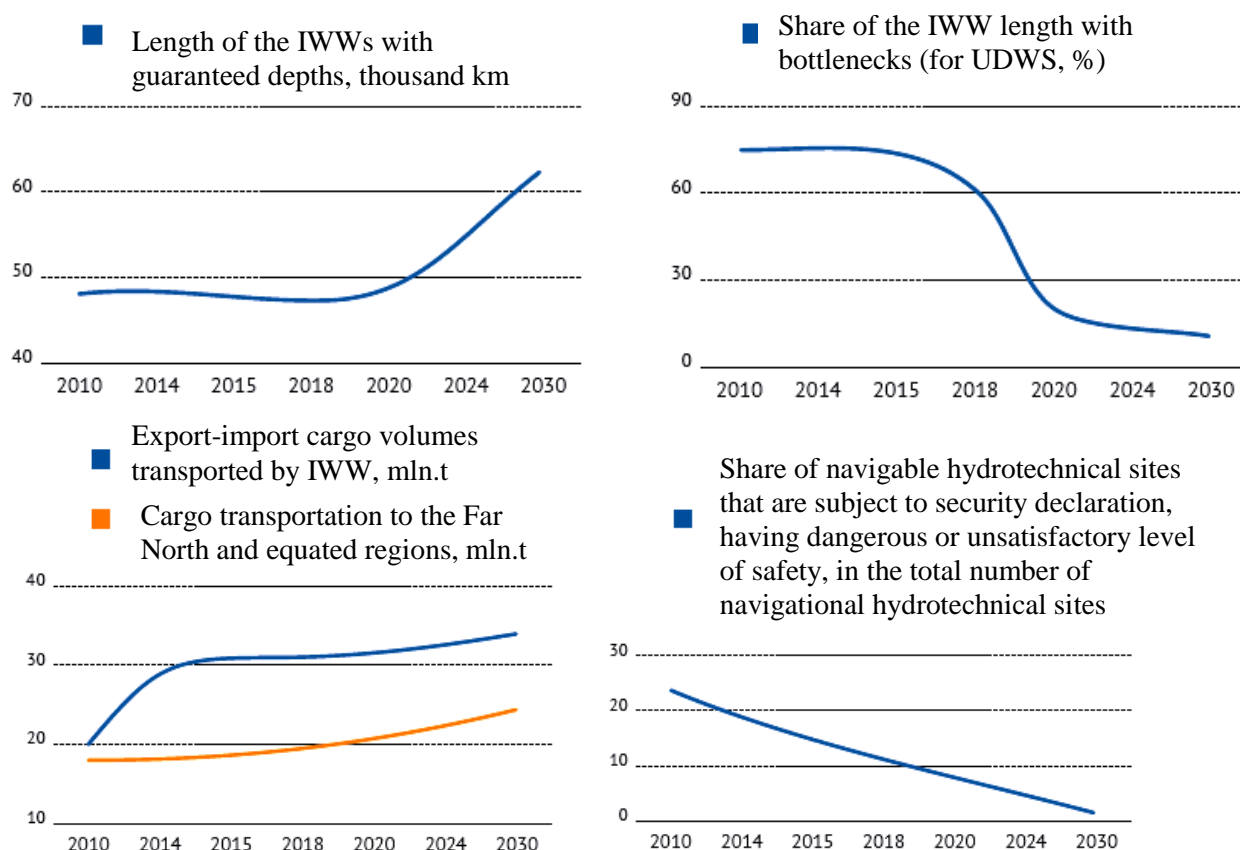 Length of the IWWs with
guaranteed depths, thousand km
70
60
50
40
2010 2014 2015 2018 2020 2024 2030
Share of the IWW length with
bottlenecks (for UDWS, %)
90
60
30
0
2010 2014 2015 2018 2020 2024 2030
Export-import cargo volumes
transported by IWW, mln.t
Cargo transportation to the Far
North and equated regions, mln.t
40
30
20
10
2010 2014 2015 2018 2020 2024 2030
Share of navigable hydrotechnical sites
that are subject to security declaration,
having dangerous or unsatisfactory level
of safety, in the total number of
navigational hydrotechnical sites
30
20
10
0
2010 2014 2015 2018 2020 2024 2030